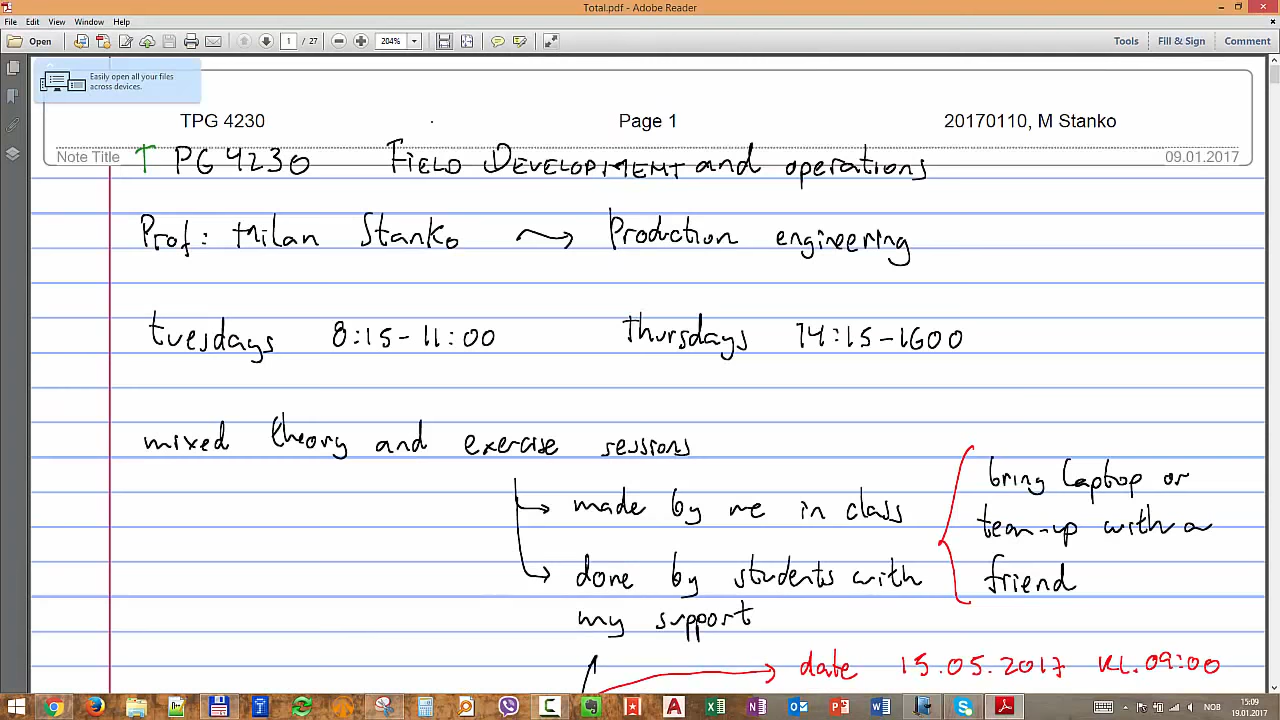 Total.pdf - Adobe Reader
File Edit View Window Help
Open 1 / 27 204% Tools Fill & Sign Comment
Easily open all your files
across devices.
TPG 4230 Page 1 20170110, M Stanko
Note Title 09.01.2017
TPG 4230 FIELD DEVELOPMENT and operations
Prof: Milan Stanko Production engineering
tuesdays 8:15-11:00 thursdays 14:15-1600
mixed theory and exercise sessions
made by me in class
done by students with
my support
bring laptop or
team-up with a
friend
date 15.05.2017 KL.09:00
NOB
15:09
19.01.2017